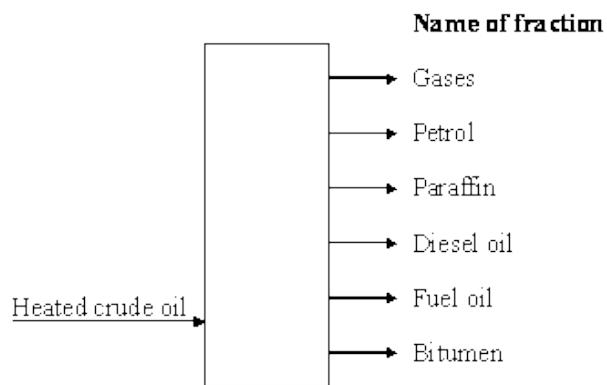 Name of fraction
Gases
Petrol
Paraffin
Diesel oil
Heated crude oil
Fuel oil
Bitumen